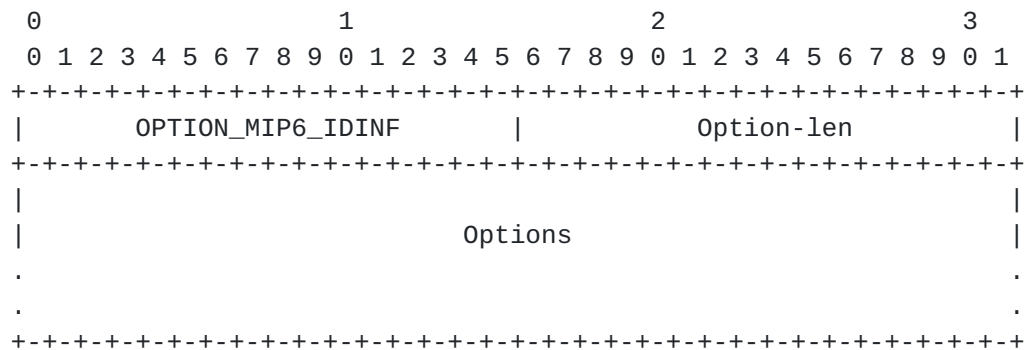 0                   1                   2                   3
 0 1 2 3 4 5 6 7 8 9 0 1 2 3 4 5 6 7 8 9 0 1 2 3 4 5 6 7 8 9 0 1
+-+-+-+-+-+-+-+-+-+-+-+-+-+-+-+-+-+-+-+-+-+-+-+-+-+-+-+-+-+-+-+-+
|       OPTION_MIP6_IDINF       |           Option-len          |
+-+-+-+-+-+-+-+-+-+-+-+-+-+-+-+-+-+-+-+-+-+-+-+-+-+-+-+-+-+-+-+-+
|                                                               |
|                            Options                            |
.                                                               .
.                                                               .
+-+-+-+-+-+-+-+-+-+-+-+-+-+-+-+-+-+-+-+-+-+-+-+-+-+-+-+-+-+-+-+-+